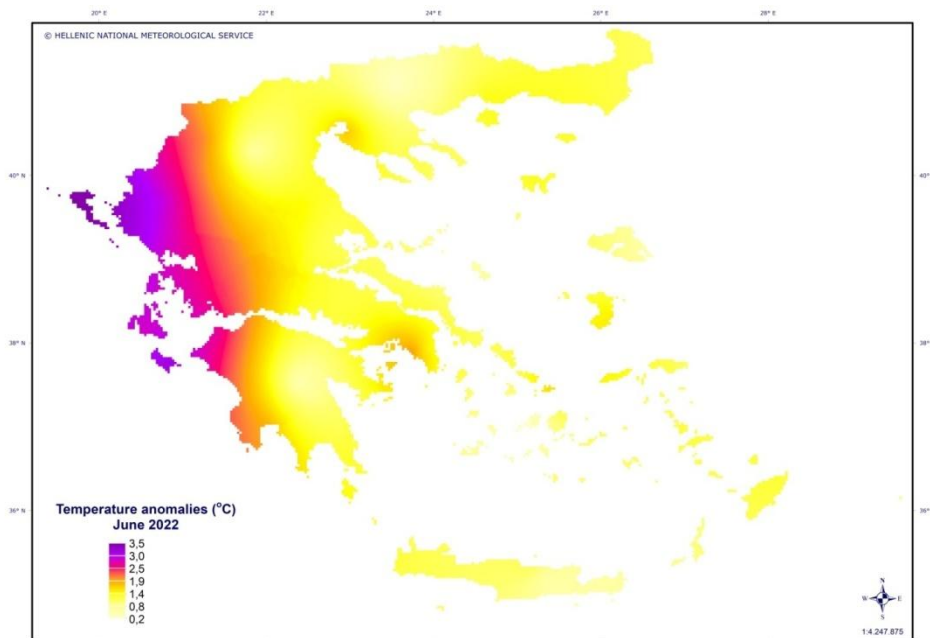 20° E 22° E 24° E 26° E 28° E
© HELLENIC NATIONAL METEOROLOGICAL SERVICE
40° N 40°
38° N 38°
36° N 36°
Temperature anomalies (°C)
June 2022
3,5
3,0
2,5
1,9
1,4
0,8
0,2
N
W E
S
1:4.247.875